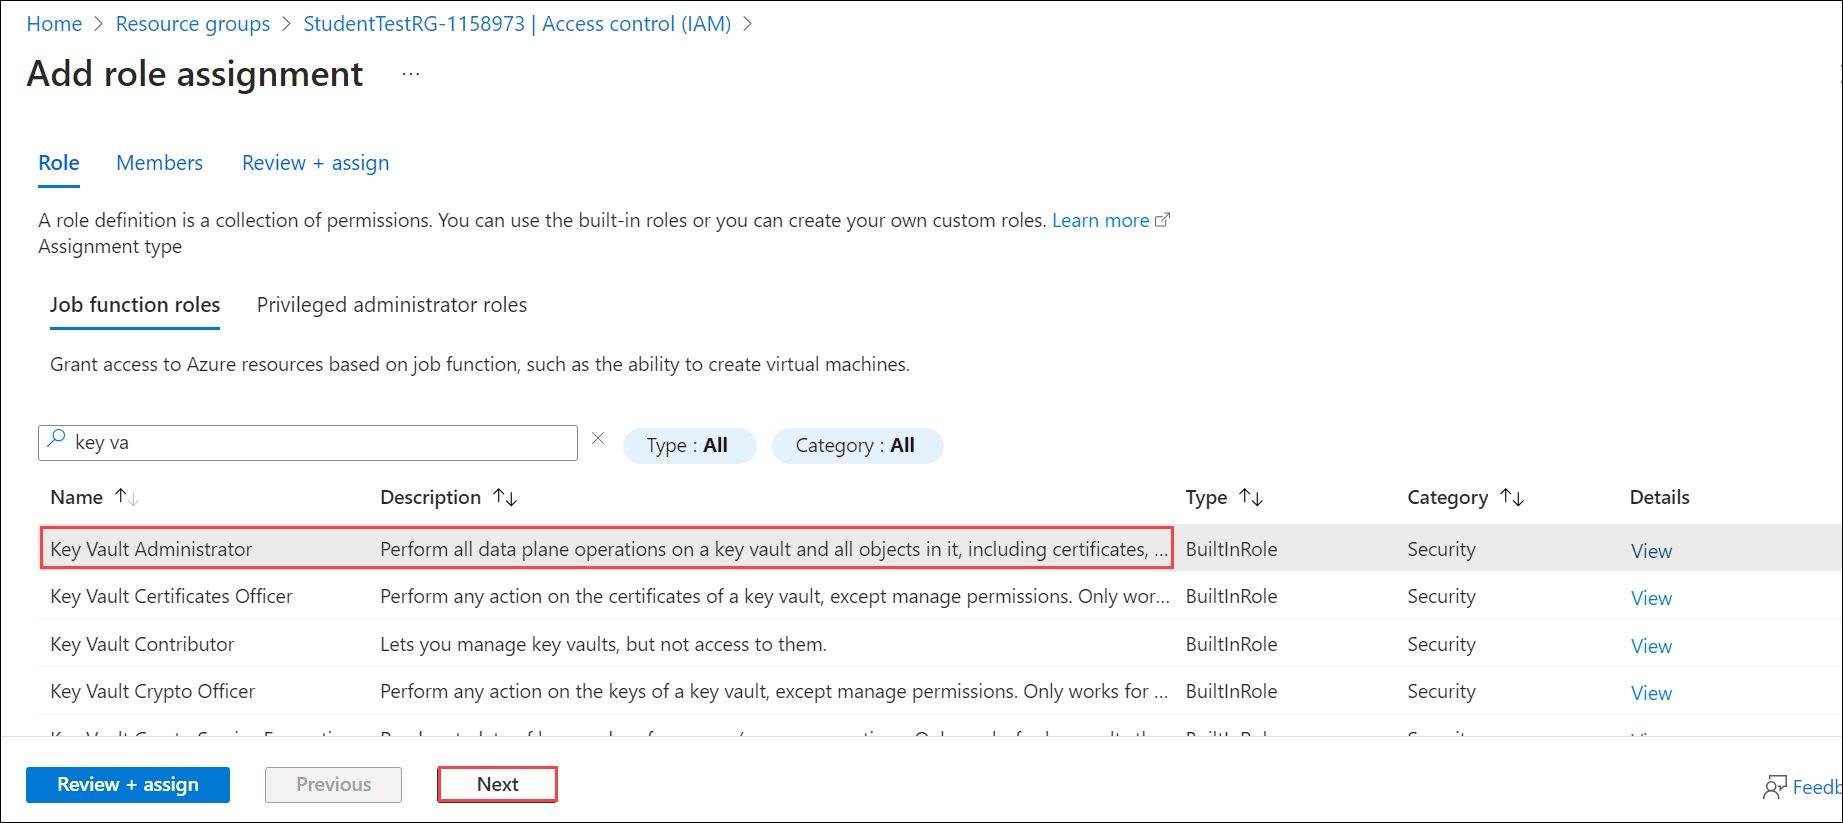 Home > Resource groups > StudentTestRG-1158973 | Access control (IAM) >
Add role assignment ...
Role Members Review + assign
A role definition is a collection of permissions. You can use the built-in roles or you can create your own custom roles. Learn more
Assignment type
Job function roles Privileged administrator roles
Grant access to Azure resources based on job function, such as the ability to create virtual machines.
key va Type : All Category : All
Name Description Type Category Details
Key Vault Administrator Perform all data plane operations on a key vault and all objects in it, including certificates, ... BuiltInRole Security View
Key Vault Certificates Officer Perform any action on the certificates of a key vault, except manage permissions. Only wor... BuiltInRole Security View
Key Vault Contributor Lets you manage key vaults, but not access to them. BuiltInRole Security View
Key Vault Crypto Officer Perform any action on the keys of a key vault, except manage permissions. Only works for ... BuiltInRole Security View
Review + assign Previous Next
Feedb